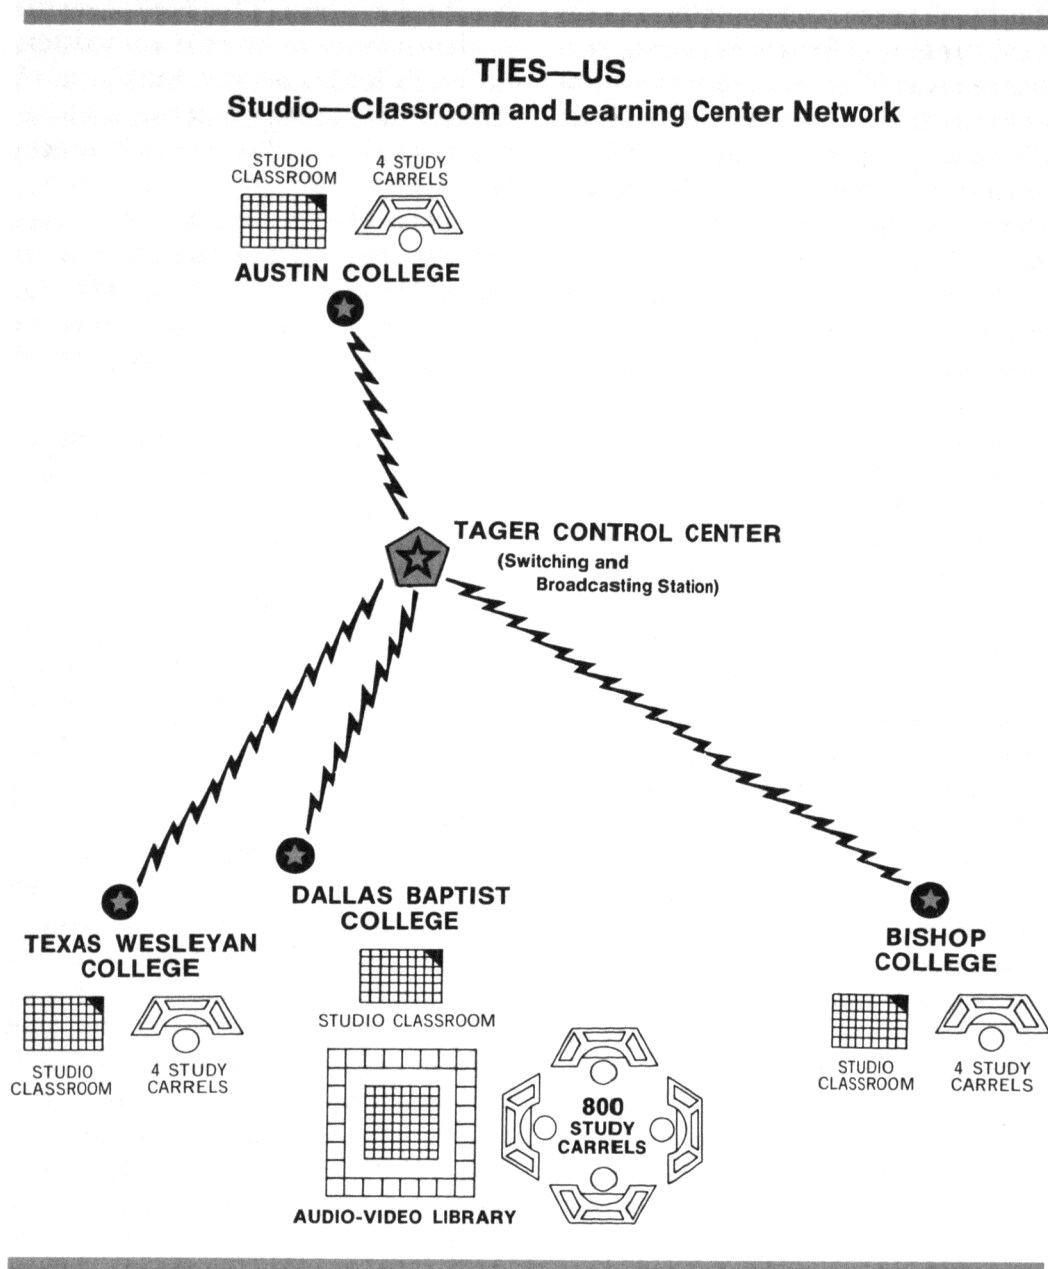 TIES—US
Studio—Classroom and Learning Center Network
STUDIO
CLASSROOM
4 STUDY
CARRELS
AUSTIN COLLEGE
TAGER CONTROL CENTER
(Switching and
Broadcasting Station)
DALLAS BAPTIST
COLLEGE
STUDIO CLASSROOM
AUDIO-VIDEO LIBRARY
800
STUDY
CARRELS
TEXAS WESLEYAN
COLLEGE
STUDIO
CLASSROOM
4 STUDY
CARRELS
BISHOP
COLLEGE
STUDIO
CLASSROOM
4 STUDY
CARRELS